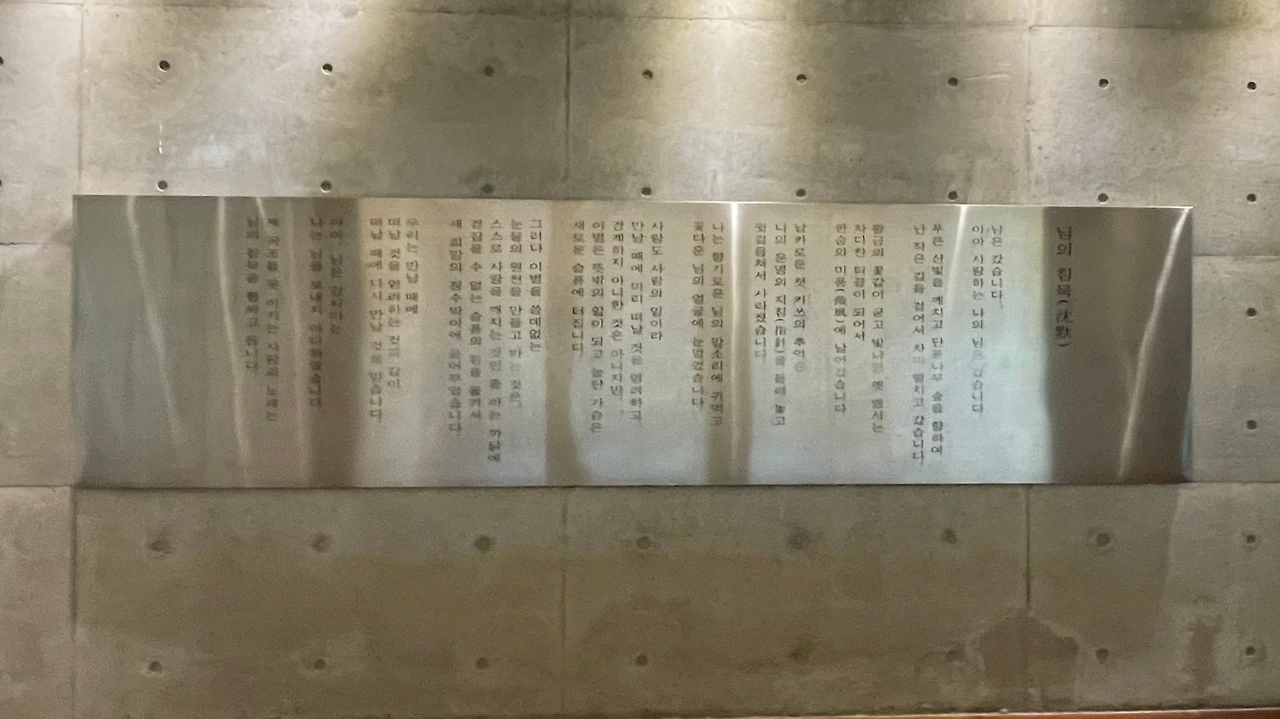 님의 침묵(沈默)
님은 갔습니다.
아아 사랑하는 나의 님은 갔습니다.
푸른 산빛을 깨치고 단풍나무 숲을 향하여
난 작은 길을 걸어서 차마 떨치고 갔습니다.
황금의 꽃같이 굳고 빛나던 옛 맹서는
차디찬 티끌이 되어서
한숨의 미풍(微風)에 날아갔습니다.
날카로운 첫 키쓰의 추억은
나의 운명의 지침(指針)을 돌려 놓고
뒷걸음쳐서 사라졌습니다.
나는 향기로운 님의 말소리에 귀먹고
꽃다운 님의 얼굴에 눈멀었습니다.
사랑도 사람의 일이라
만날 때에 미리 떠날 것을 염려하고
경계하지 아니한 것은 아니지만,
이별은 뜻밖의 일이 되고 놀란 가슴은
새로운 슬픔에 터집니다.
그러나 이별을 쓸데없는
눈물의 원천을 만들고 마는 것은,
스스로 사랑을 깨치는 것인 줄 아는 까닭에
걷잡을 수 없는 슬픔의 힘을 옮겨서
새 희망의 정수박이에 들어부었습니다.
우리는 만날 때에
떠날 것을 염려하는 것과 같이
떠날 때에 다시 만날 것을 믿습니다.
아아 님은 갔지마는
나는 님을 보내지 아니하였습니다.
제 곡조를 못 이기는 사랑의 노래는
님의 침묵을 휩싸고 돕니다.